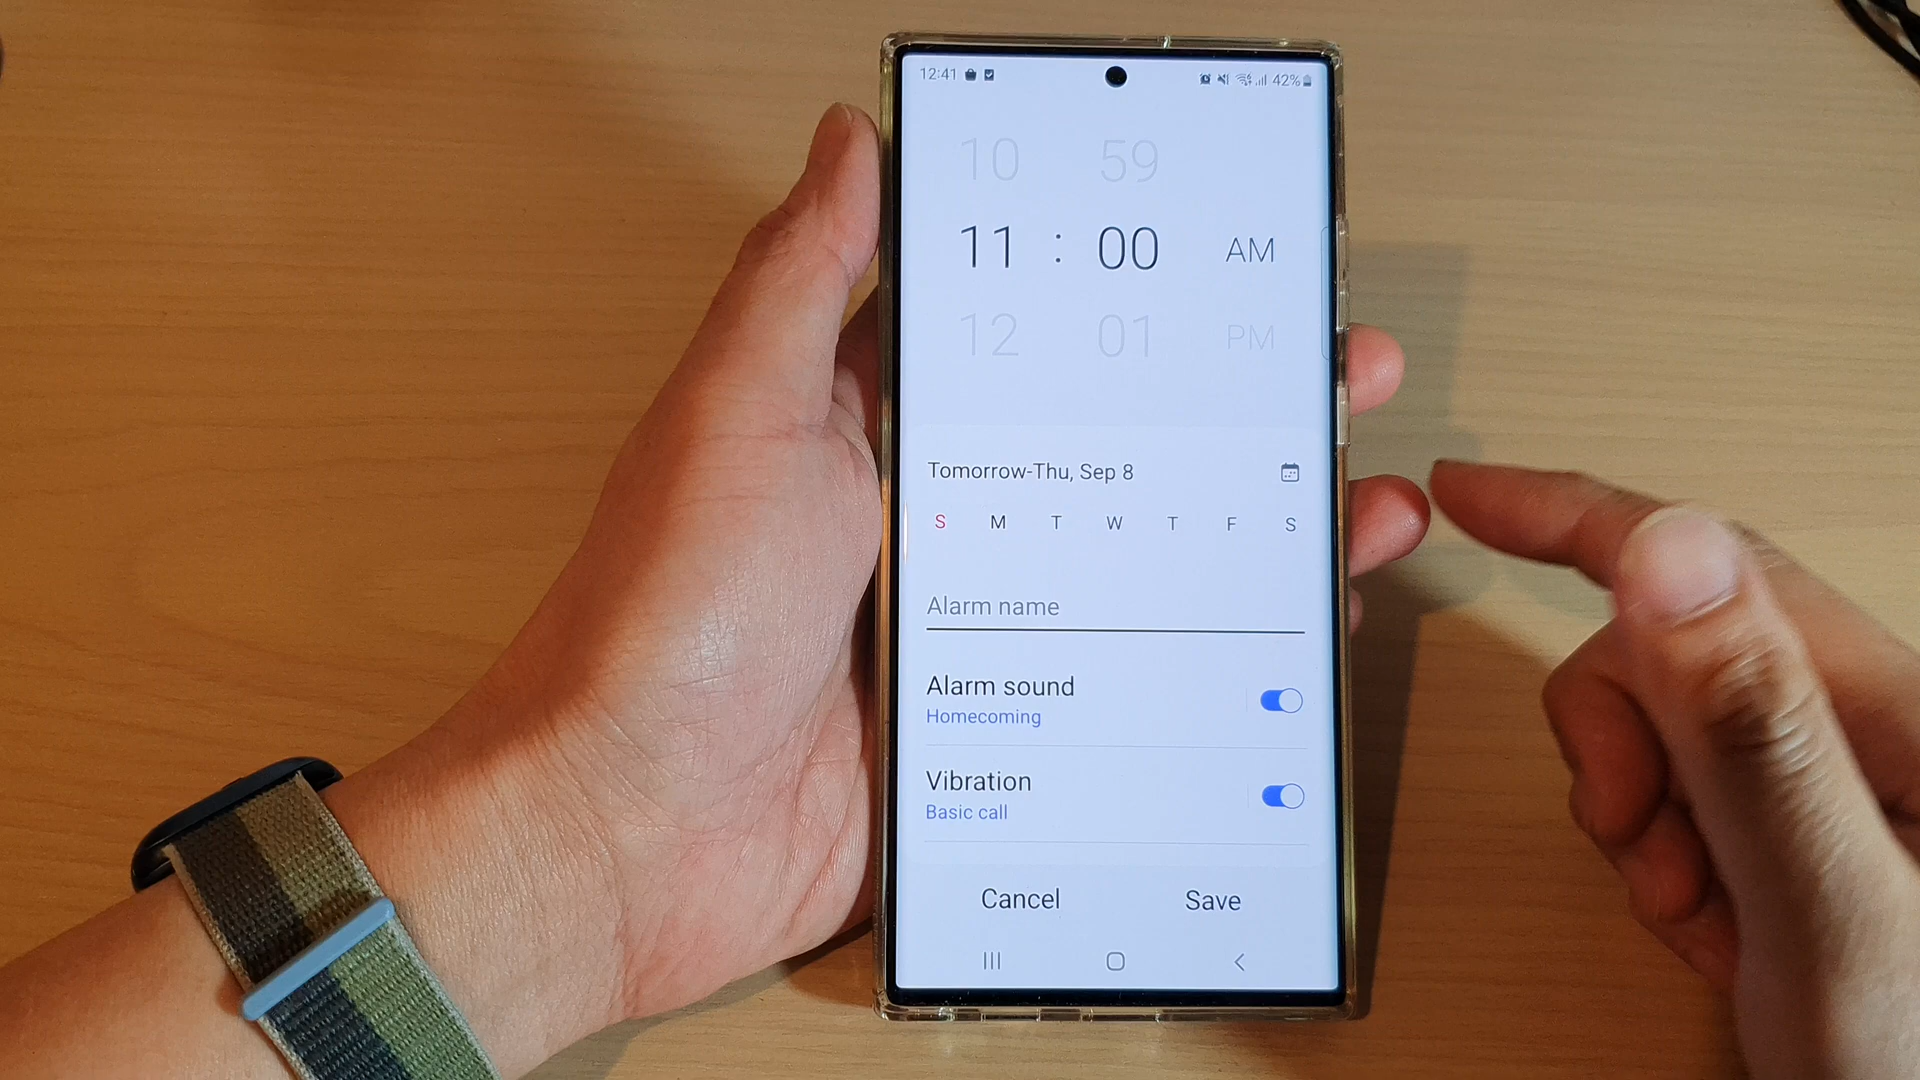 12:41 42%
10 59
11 : 00 AM
12 01 PM
Tomorrow-Thu, Sep 8
S M T W T F S
Alarm name
Alarm sound
Homecoming
Vibration
Basic call
Cancel Save